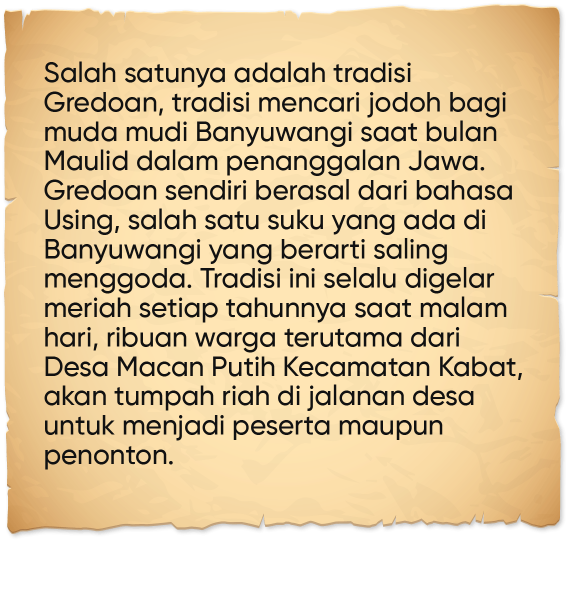 Salah satunya adalah tradisi
Gredoan, tradisi mencari jodoh bagi
muda mudi Banyuwangi saat bulan
Maulid dalam penanggalan Jawa.
Gredoan sendiri berasal dari bahasa
Using, salah satu suku yang ada di
Banyuwangi yang berarti saling
menggoda. Tradisi ini selalu digelar
meriah setiap tahunnya saat malam
hari, ribuan warga terutama dari
Desa Macan Putih Kecamatan Kabat,
akan tumpah riah di jalanan desa
untuk menjadi peserta maupun
penonton.